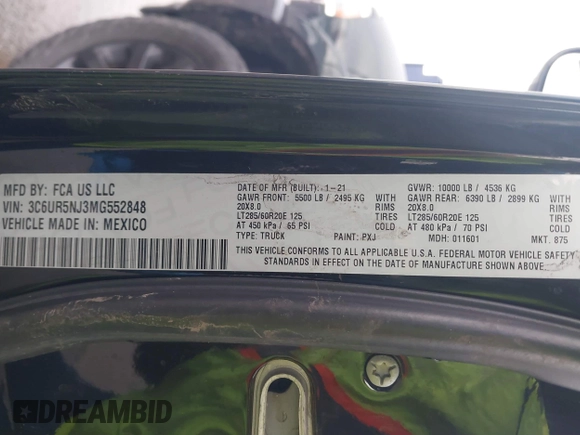 MFD BY: FCA US LLC
VIN: 3C6UR5NJ3MG552848
VEHICLE MADE IN: MEXICO
DATE OF MFR (BUILT): 1-21
GAWR FRONT: 5500 LB / 2495 KG WITH
20X8.0 RIMS
LT285/60R20E 125 TIRES
AT 450 kPa / 65 PSI COLD
TYPE: TRUCK PAINT: PXJ
GVWR: 10000 LB / 4536 KG
GAWR REAR: 6390 LB / 2899 KG WITH
20X8.0 RIMS
LT285/60R20E 125 TIRES
AT 480 kPa / 70 PSI COLD
MDH: 011601 MKT: 875
THIS VEHICLE CONFORMS TO ALL APPLICABLE U.S.A. FEDERAL MOTOR VEHICLE SAFETY
STANDARDS IN EFFECT ON THE DATE OF MANUFACTURE SHOWN ABOVE.
DREAMBID